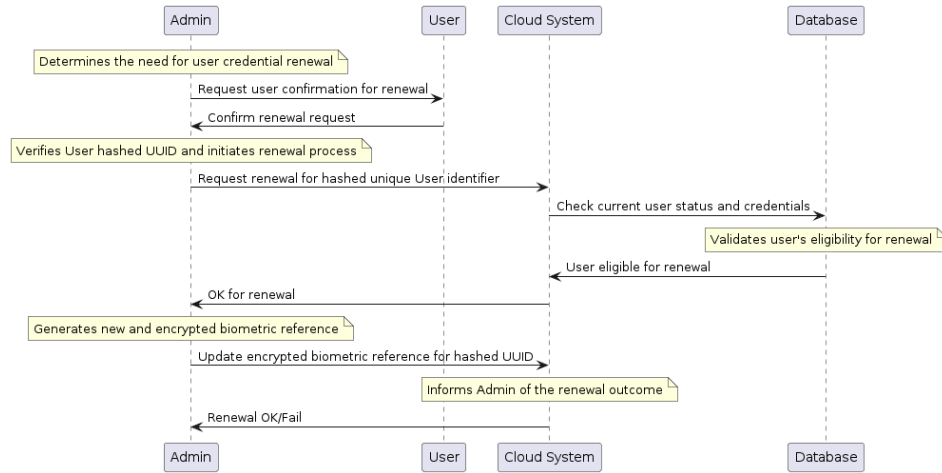 Admin User Cloud System Database
Determines the need for user credential renewal
Request user confirmation for renewal
Confirm renewal request
Verifies User hashed UUID and initiates renewal process
Request renewal for hashed unique User identifier
Check current user status and credentials
Validates user's eligibility for renewal
User eligible for renewal
OK for renewal
Generates new and encrypted biometric reference
Update encrypted biometric reference for hashed UUID
Informs Admin of the renewal outcome
Renewal OK/Fail
Admin User Cloud System Database